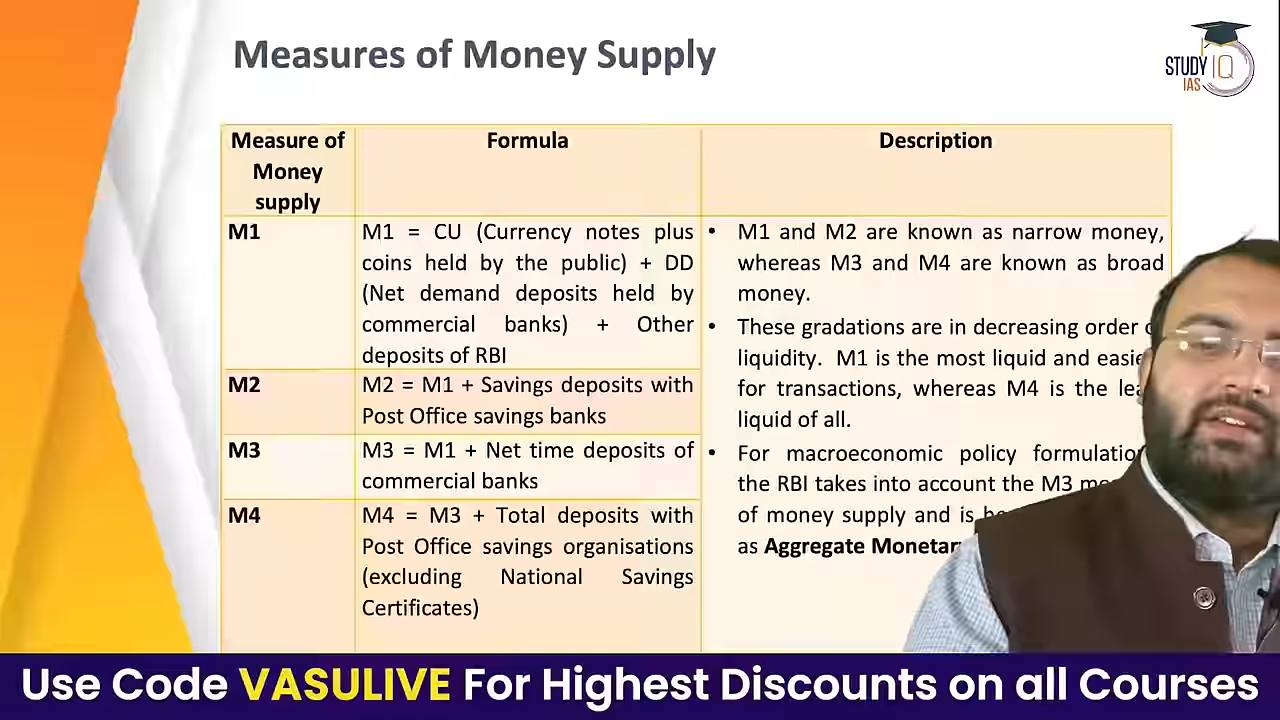 Measures of Money Supply
STUDY IQ
IAS
Measure of
Money
supply
Formula
Description
M1
M1 = CU (Currency notes plus
coins held by the public) + DD
(Net demand deposits held by
commercial banks) + Other
deposits of RBI
M2
M2 = M1 + Savings deposits with
Post Office savings banks
M3
M3 = M1 + Net time deposits of
commercial banks
M4
M4 = M3 + Total deposits with
Post Office savings organisations
(excluding National Savings
Certificates)
• M1 and M2 are known as narrow money,
whereas M3 and M4 are known as broad
money.
• These gradations are in decreasing order
liquidity. M1 is the most liquid and
for transactions, whereas M4 is the
liquid of all.
• For macroeconomic policy
the RBI takes into account the M3
of money supply and is
as Aggregate
Use Code VASULIVE For Highest Discounts on all Courses